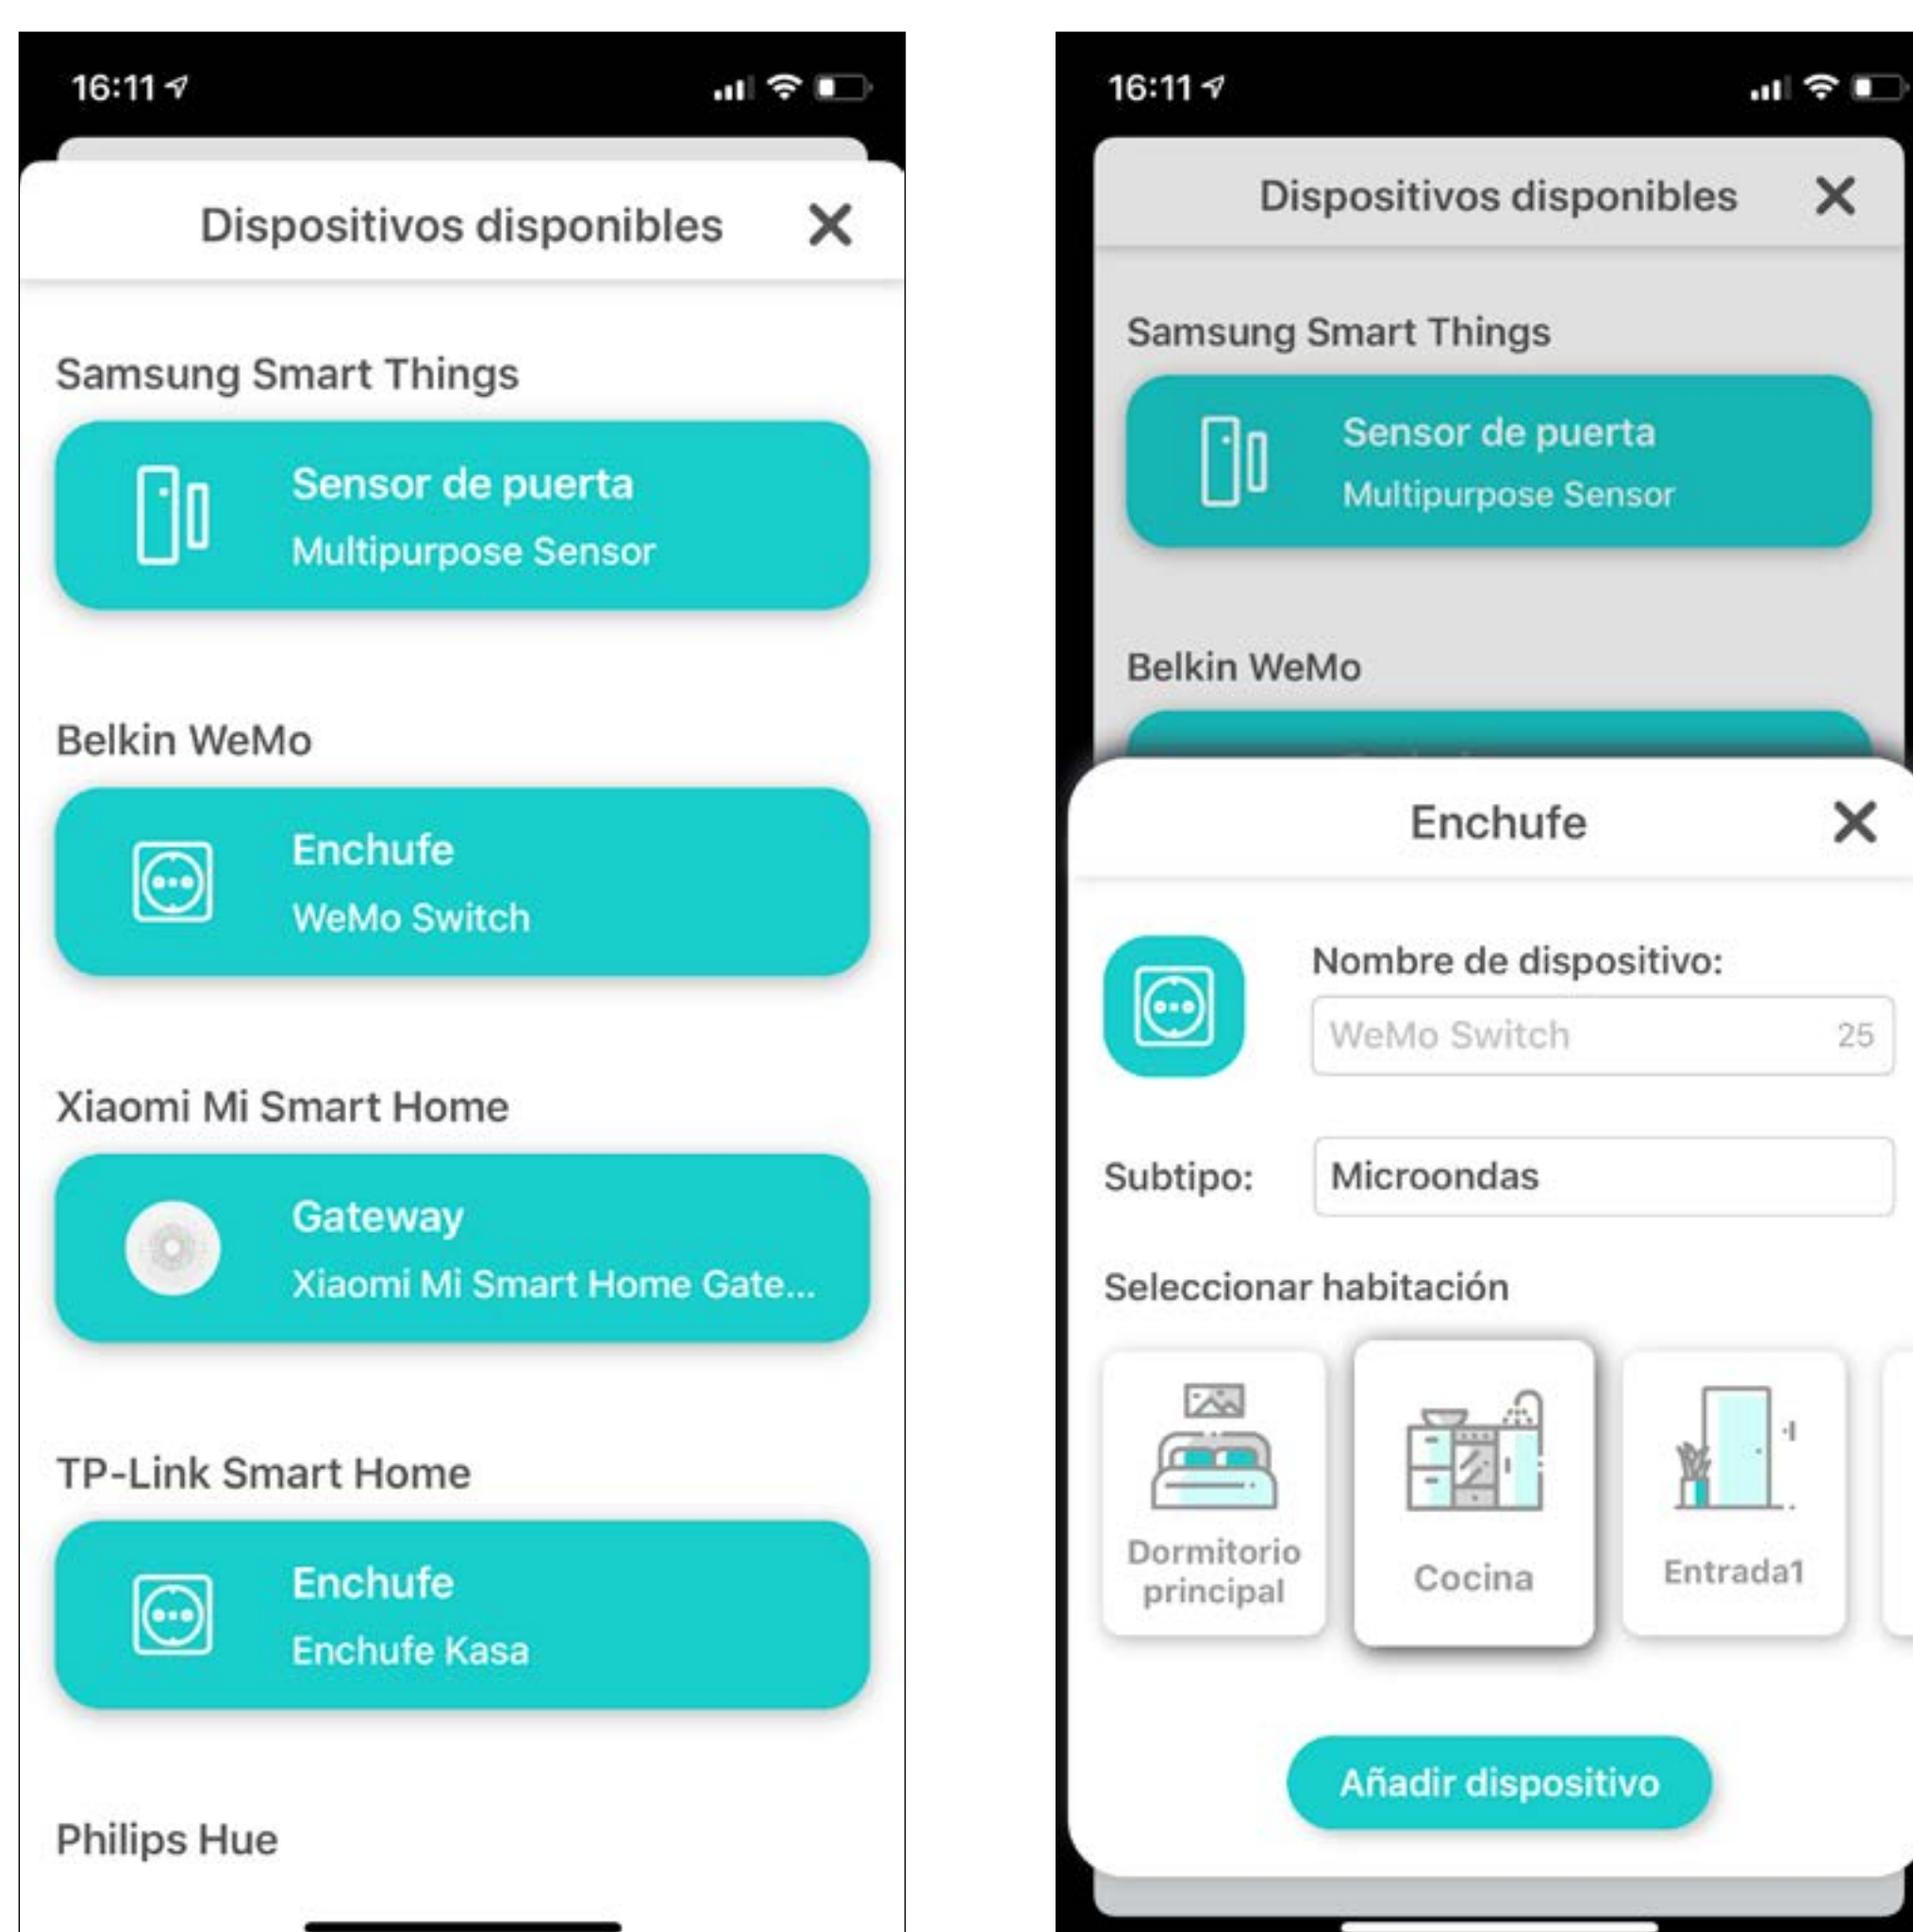 16:11
Dispositivos disponibles
Samsung Smart Things
Sensor de puerta
Multipurpose Sensor
Belkin WeMo
Enchufe
WeMo Switch
Xiaomi Mi Smart Home
Gateway
Xiaomi Mi Smart Home Gate...
TP-Link Smart Home
Enchufe
Enchufe Kasa
Philips Hue
16:11
Dispositivos disponibles
Samsung Smart Things
Sensor de puerta
Multipurpose Sensor
Belkin WeMo
Enchufe
Nombre de dispositivo:
WeMo Switch 25
Subtipo: Microondas
Seleccionar habitación
Dormitorio
principal
Cocina
Entrada1
Añadir dispositivo